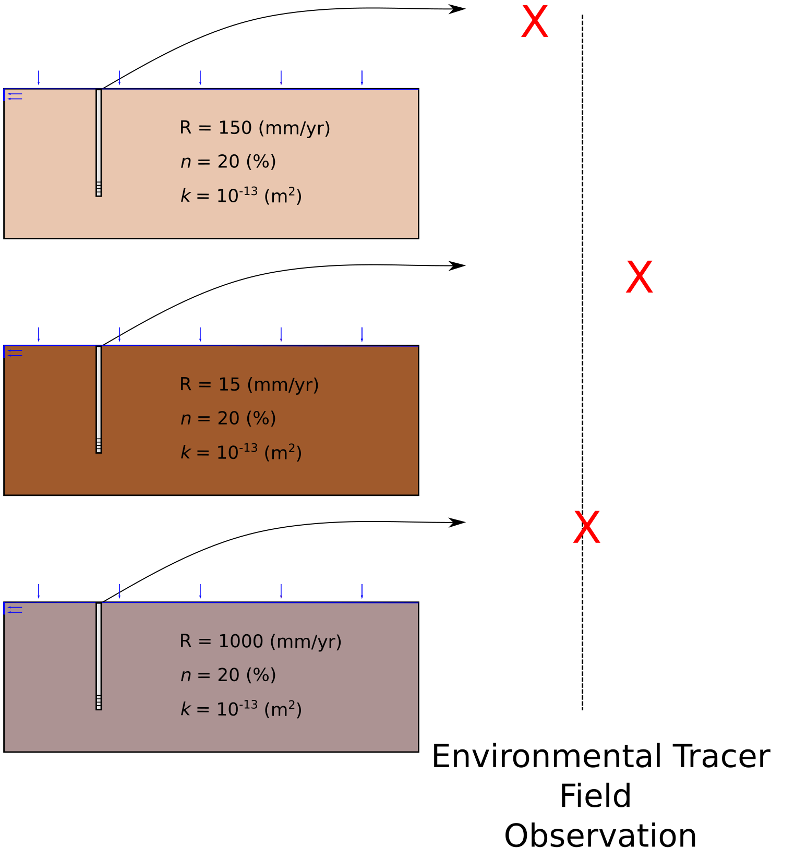 X
R = 150 (mm/yr)
n = 20 (%)
k = 10⁻¹³ (m²)
X
R = 15 (mm/yr)
n = 20 (%)
k = 10⁻¹³ (m²)
X
R = 1000 (mm/yr)
n = 20 (%)
k = 10⁻¹³ (m²)
Environmental Tracer
Field
Observation